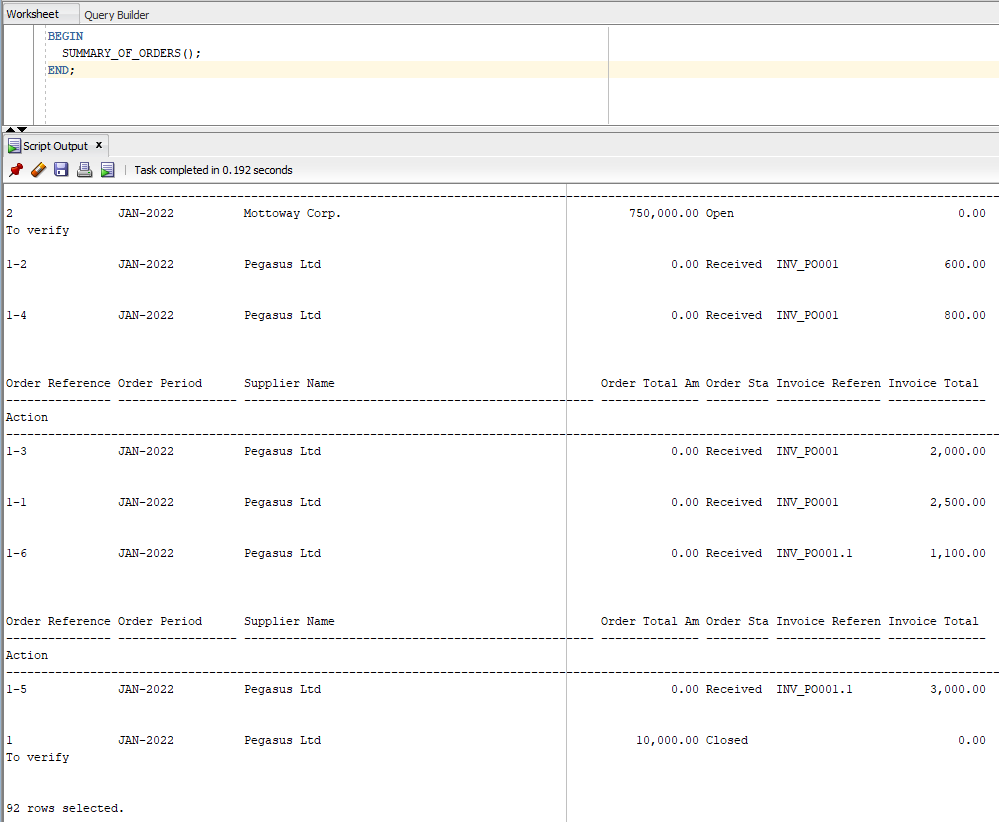 Worksheet Query Builder
BEGIN
SUMMARY_OF_ORDERS();
END;
Script Output x
Task completed in 0.192 seconds
2 JAN-2022 Mottoway Corp. 750,000.00 Open 0.00
To verify
1-2 JAN-2022 Pegasus Ltd 0.00 Received INV_PO001 600.00
1-4 JAN-2022 Pegasus Ltd 0.00 Received INV_PO001 800.00
Order Reference Order Period Supplier Name Order Total Am Order Sta Invoice Referen Invoice Total
Action
1-3 JAN-2022 Pegasus Ltd 0.00 Received INV_PO001 2,000.00
1-1 JAN-2022 Pegasus Ltd 0.00 Received INV_PO001 2,500.00
1-6 JAN-2022 Pegasus Ltd 0.00 Received INV_PO001.1 1,100.00
Order Reference Order Period Supplier Name Order Total Am Order Sta Invoice Referen Invoice Total
Action
1-5 JAN-2022 Pegasus Ltd 0.00 Received INV_PO001.1 3,000.00
1 JAN-2022 Pegasus Ltd 10,000.00 Closed 0.00
To verify
92 rows selected.